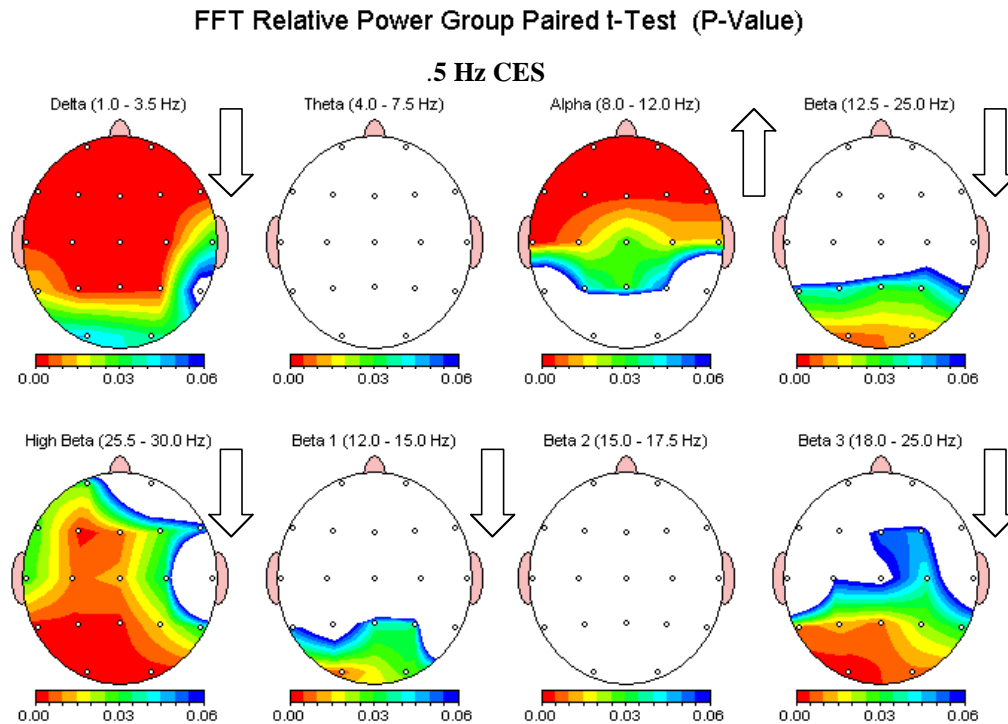 FFT Relative Power Group Paired t-Test (P-Value)
.5 Hz CES
Delta (1.0 - 3.5 Hz)
Theta (4.0 - 7.5 Hz)
Alpha (8.0 - 12.0 Hz)
Beta (12.5 - 25.0 Hz)
0.00 0.03 0.06
0.00 0.03 0.06
0.00 0.03 0.06
0.00 0.03 0.06
High Beta (25.5 - 30.0 Hz)
Beta 1 (12.0 - 15.0 Hz)
Beta 2 (15.0 - 17.5 Hz)
Beta 3 (18.0 - 25.0 Hz)
0.00 0.03 0.06
0.00 0.03 0.06
0.00 0.03 0.06
0.00 0.03 0.06